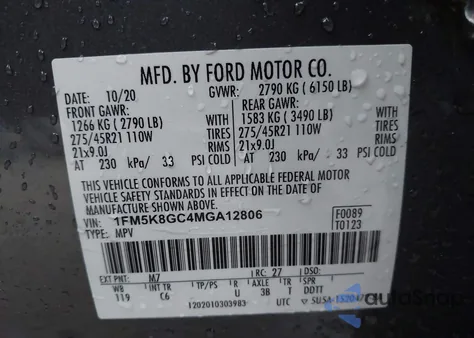 MFD. BY FORD MOTOR CO.
DATE: 10/20 GVWR: 2790 KG ( 6150 LB)
FRONT GAWR: REAR GAWR:
1266 KG ( 2790 LB) WITH 1583 KG ( 3490 LB) WITH
275/45R21 110W TIRES 275/45R21 110W TIRES
21x9.0J RIMS 21x9.0J RIMS
AT 230 kPa/ 33 PSI COLD AT 230 kPa/ 33 PSI COLD
THIS VEHICLE CONFORMS TO ALL APPLICABLE FEDERAL MOTOR
VEHICLE SAFETY STANDARDS IN EFFECT ON THE DATE OF
MANUFACTURE SHOWN ABOVE.
VIN: 1FM5K8GC4MGA12806 F0089
TYPE: MPV T0123
EXT PNT: M7 RC: 27 DSO:
WB INT TR TP/PS R AXLE TR SPR
119 C6 U 3B T DDTT
1202010303983 UTC
autoSnap